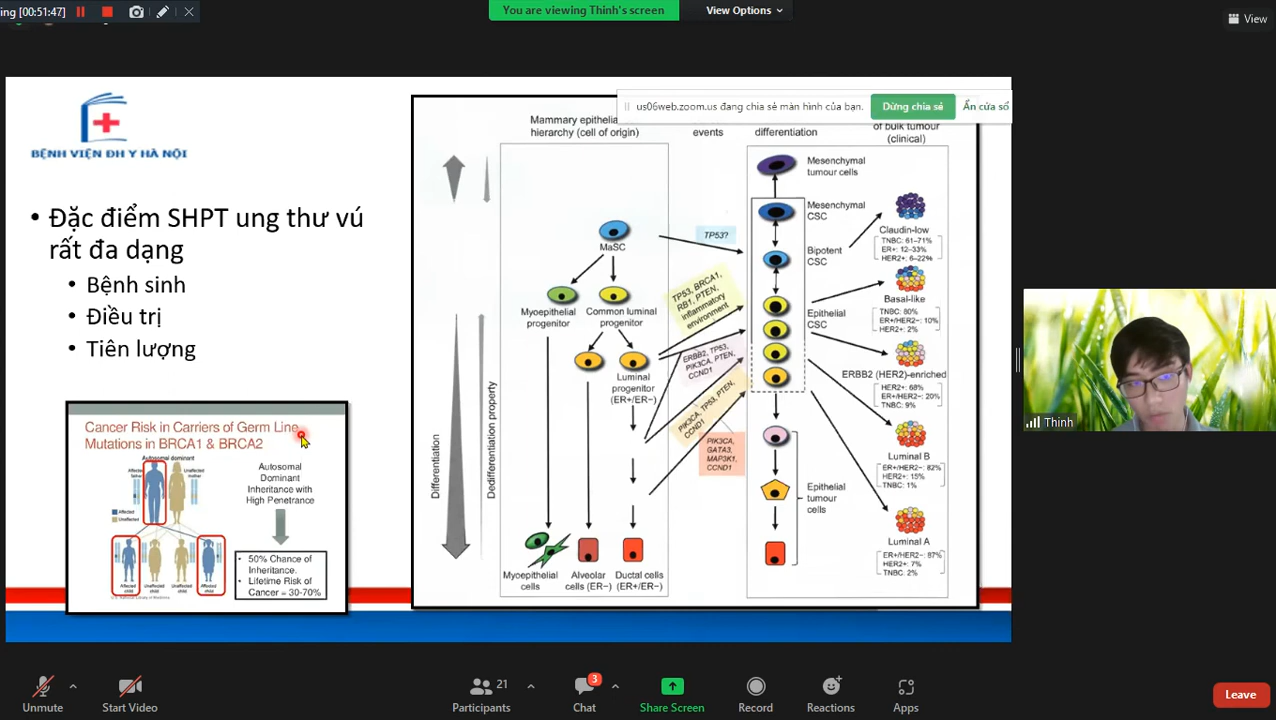 ing [00:51:47]
You are viewing Thinh's screen
View Options
View
us06web.zoom.us đang chia sẻ màn hình của bạn.
Dừng chia sẻ
Ẩn cửa sổ
BỆNH VIỆN ĐH Y HÀ NỘI
• Đặc điểm SHPT ung thư vú
rất đa dạng
• Bệnh sinh
• Điều trị
• Tiên lượng
Cancer Risk in Carriers of Germ Line
Mutations in BRCA1 & BRCA2
Autosomal dominant
Affected
Unaffected
Affected
Unaffected
Autosomal
Dominant
Inheritance with
High Penetrance
• 50% Chance of
Inheritance.
• Lifetime Risk of
Cancer = 30-70%
Affected
child
Unaffected
child
Unaffected
child
Affected
child
U.S. National Library of Medicine
Mammary epithelial
hierarchy (cell of origin)
events
differentiation
of bulk tumour
(clinical)
Differentiation
Dedifferentiation property
MaSC
Myoepithelial
progenitor
Common luminal
progenitor
Luminal
progenitor
(ER+/ER−)
Myoepithelial
cells
Alveolar
cells (ER−)
Ductal cells
(ER+/ER−)
TP53?
TP53, BRCA1,
RB1, PTEN,
inflammatory
environment
ERBB2, TP53,
PIK3CA, PTEN,
CCND1
PIK3CA, TP53, PTEN,
CCND1
PIK3CA,
GATA3,
MAP3K1,
CCND1
Mesenchymal
tumour cells
Mesenchymal
CSC
Bipotent
CSC
Epithelial
CSC
Epithelial
tumour
cells
Claudin-low
TNBC: 61–71%
ER+: 12–33%
HER2+: 6–22%
Basal-like
TNBC: 80%
ER+/HER2−: 10%
HER2+: 2%
ERBB2 (HER2)-enriched
HER2+: 68%
ER+/HER2−: 20%
TNBC: 9%
Luminal B
ER+/HER2−: 82%
HER2+: 15%
TNBC: 1%
Luminal A
ER+/HER2−: 87%
HER2+: 7%
TNBC: 2%
Thinh
Unmute
Start Video
21
Participants
3
Chat
Share Screen
Record
Reactions
Apps
Leave